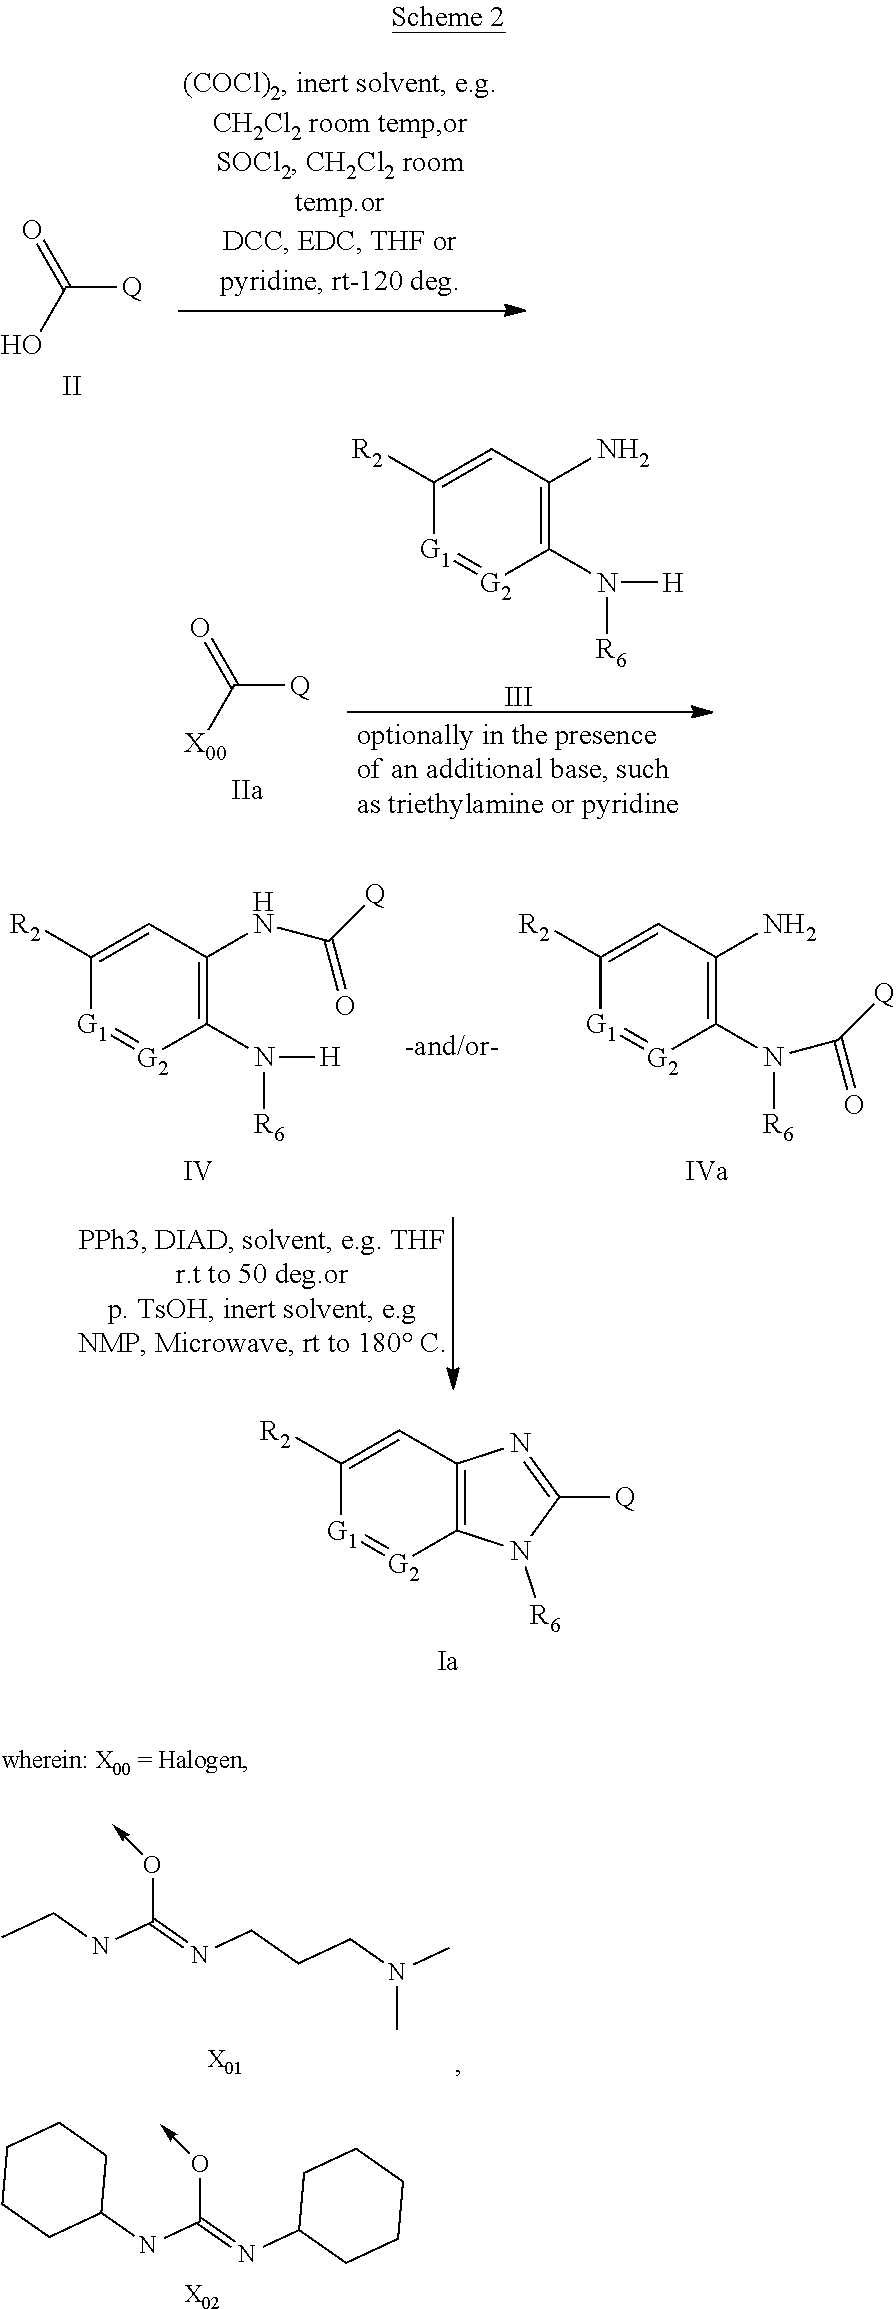 Scheme 2
(COCl)2, inert solvent, e.g.
CH2Cl2 room temp,or
SOCl2, CH2Cl2 room
temp.or
DCC, EDC, THF or
pyridine, rt-120 deg.
O
Q
HO
II
R2
NH2
G1
G2
N H
R6
O
Q
X00
IIa
III
optionally in the presence
of an additional base, such
as triethylamine or pyridine
R2
H
N
Q
O
G1
G2
N H
R6
IV
-and/or-
R2
NH2
Q
G1
G2
N
O
R6
IVa
PPh3, DIAD, solvent, e.g. THF
r.t to 50 deg.or
p. TsOH, inert solvent, e.g
NMP, Microwave, rt to 180° C.
R2
N
Q
G1
G2
N
R6
Ia
wherein: X00 = Halogen,
O
N
N
N
X01
,
O
N
N
X02